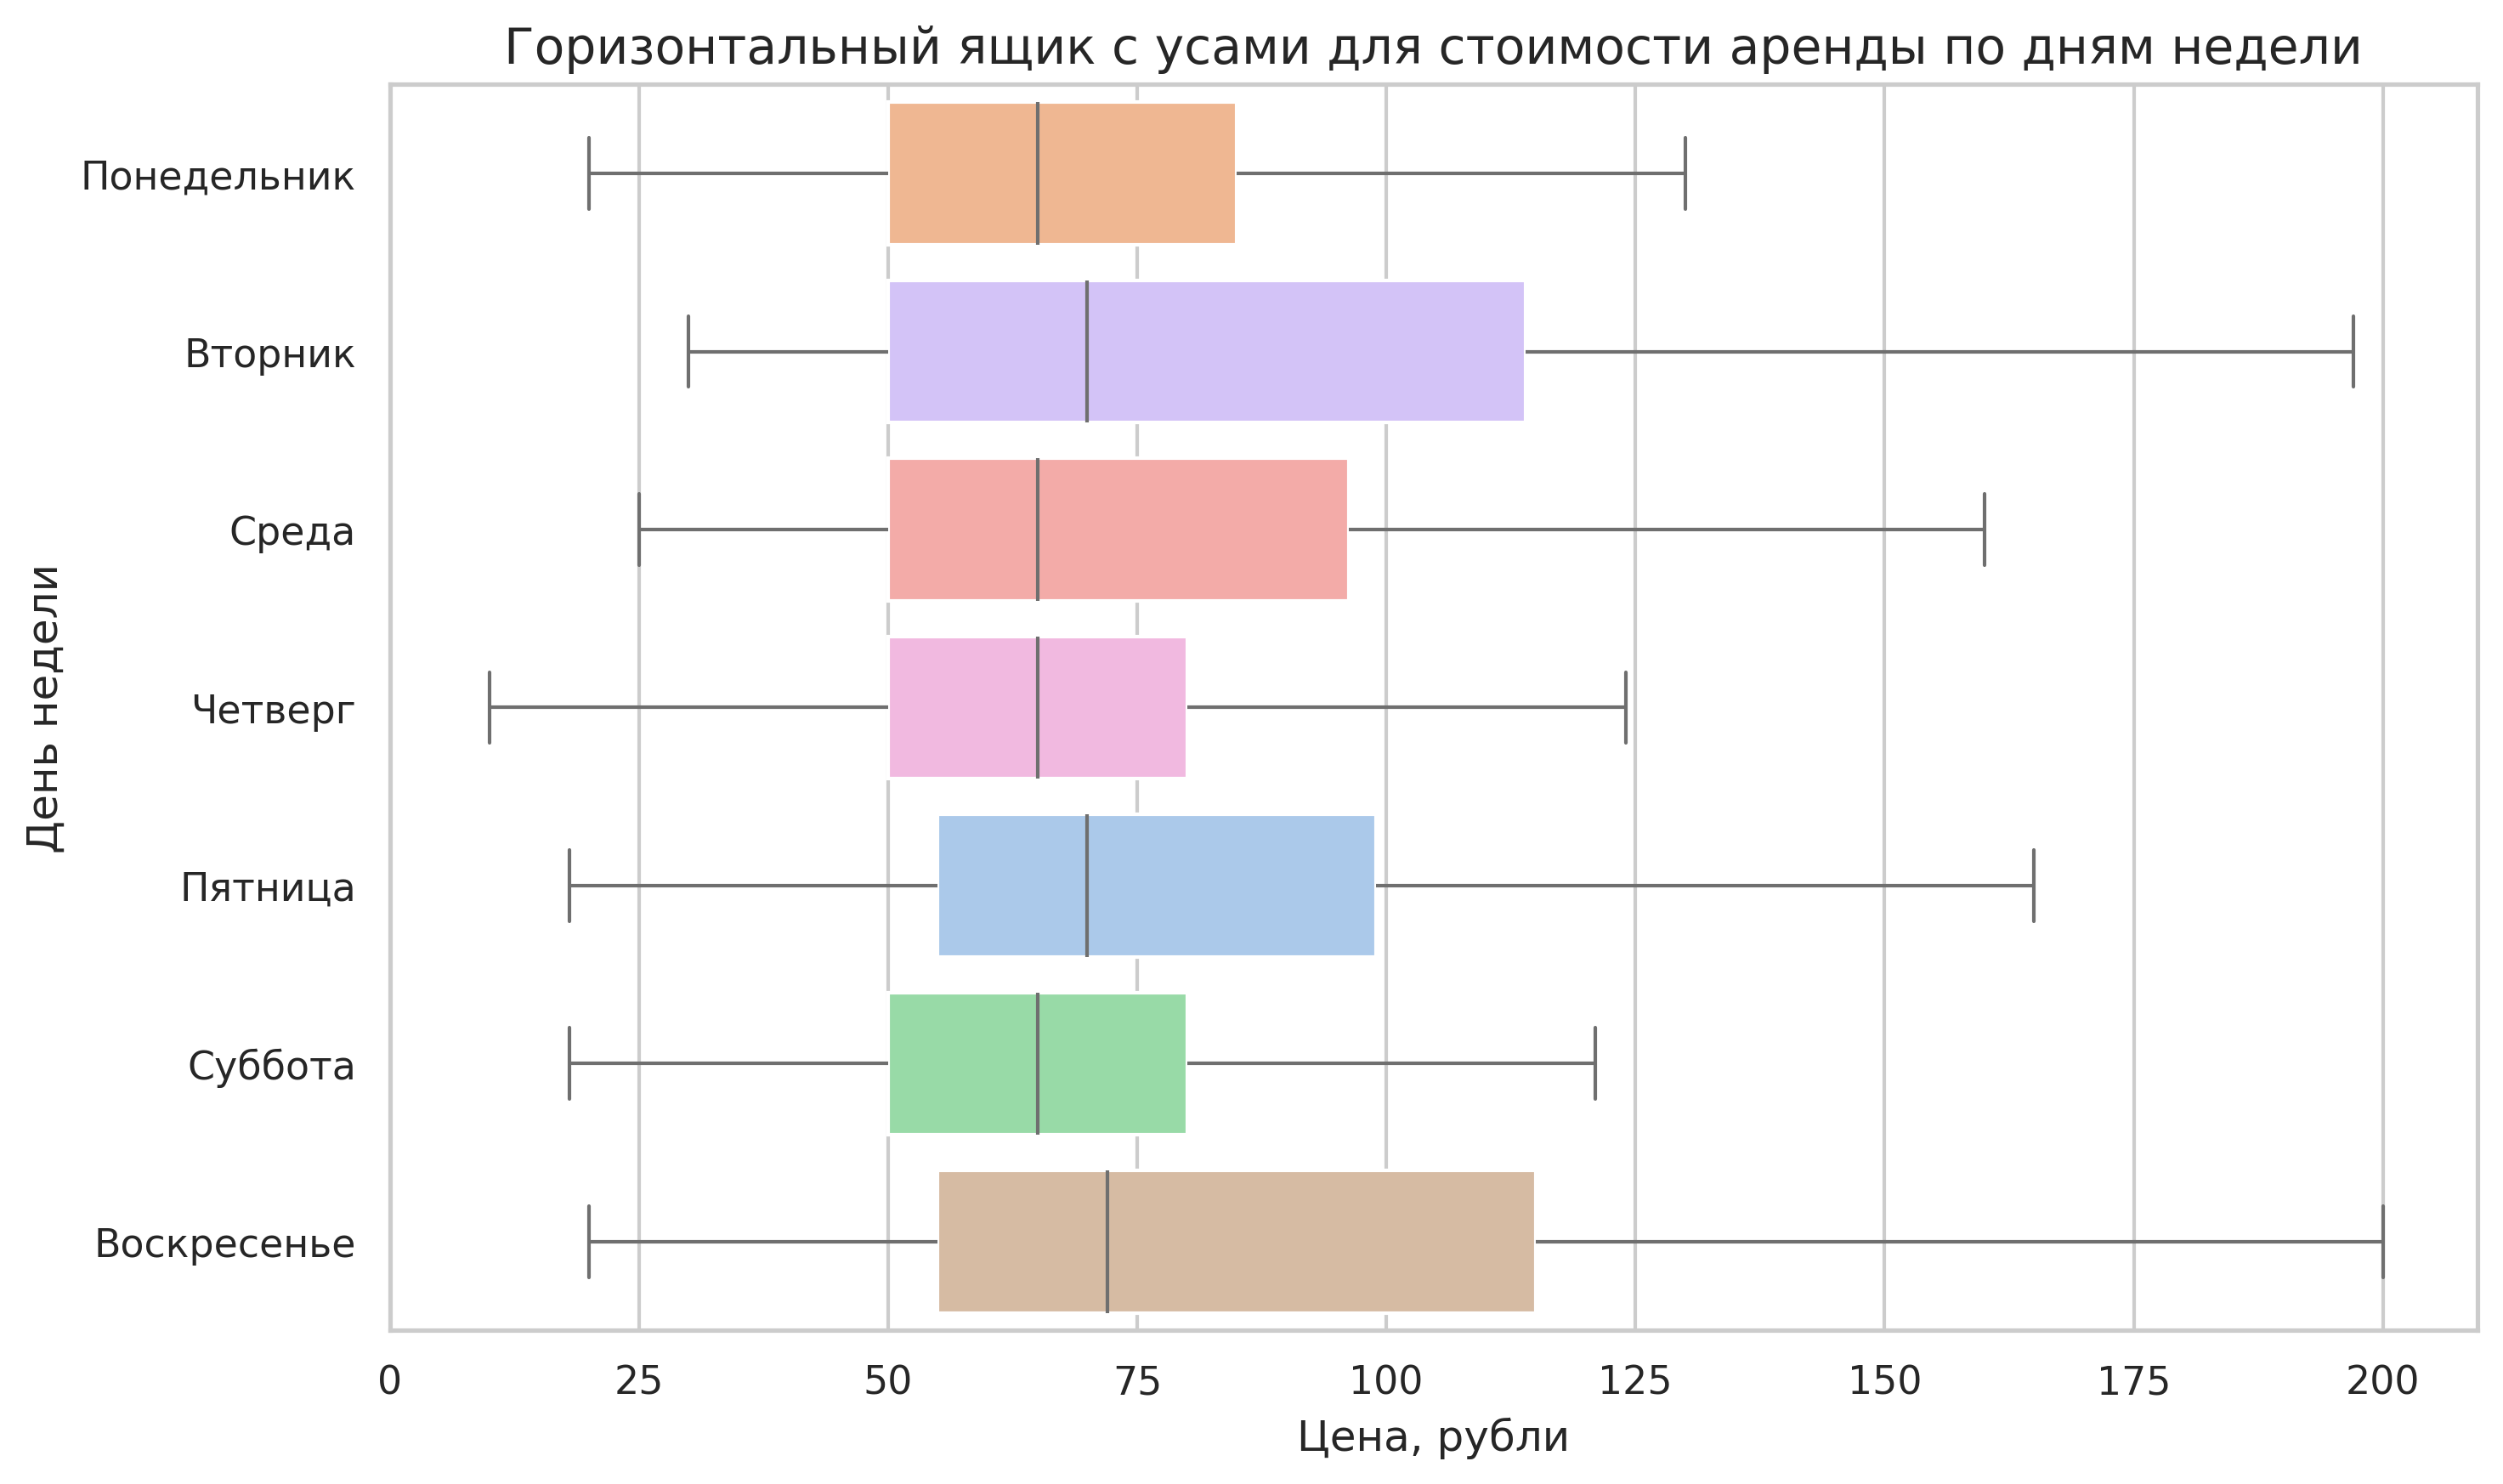 Горизонтальный ящик с усами для стоимости аренды по дням недели
День недели
Понедельник
Вторник
Среда
Четверг
Пятница
Суббота
Воскресенье
0 25 50 75 100 125 150 175 200
Цена, рубли